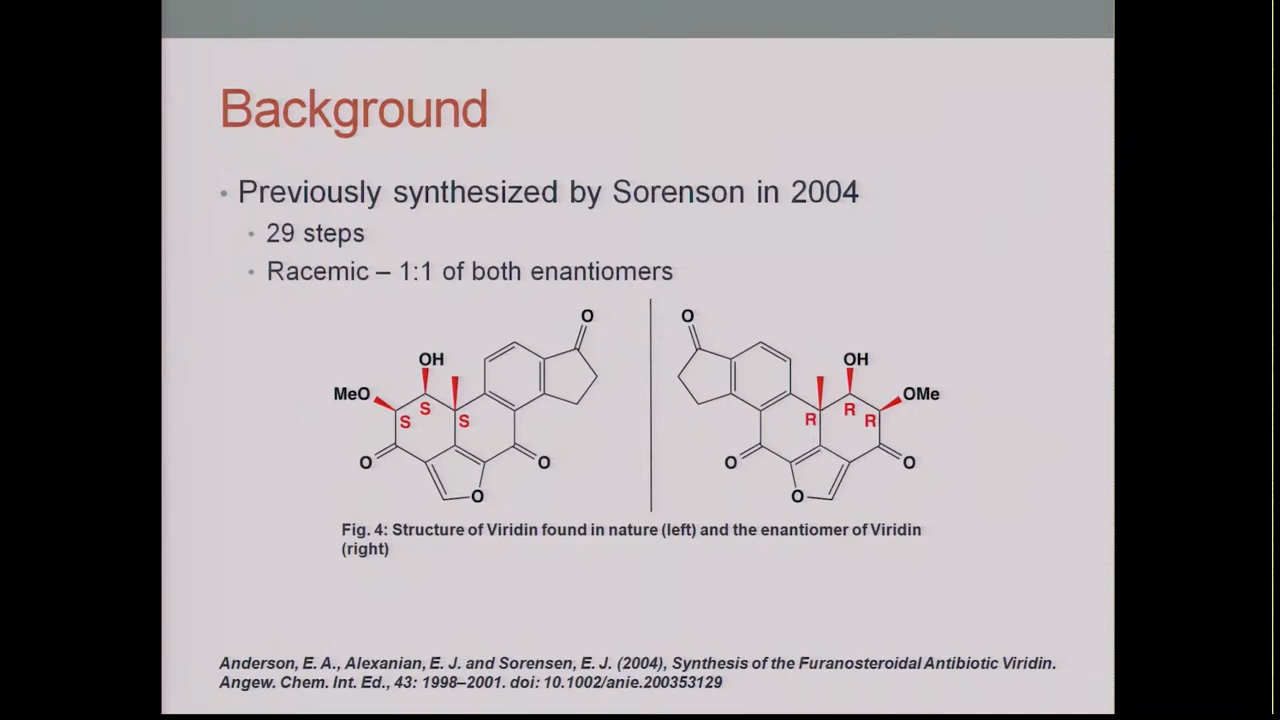 Background
• Previously synthesized by Sorenson in 2004
• 29 steps
• Racemic – 1:1 of both enantiomers
O O
OH OH
MeO OMe
S S S R R R
O O O O
O O
Fig. 4: Structure of Viridin found in nature (left) and the enantiomer of Viridin
(right)
Anderson, E. A., Alexanian, E. J. and Sorensen, E. J. (2004), Synthesis of the Furanosteroidal Antibiotic Viridin.
Angew. Chem. Int. Ed., 43: 1998–2001. doi: 10.1002/anie.200353129